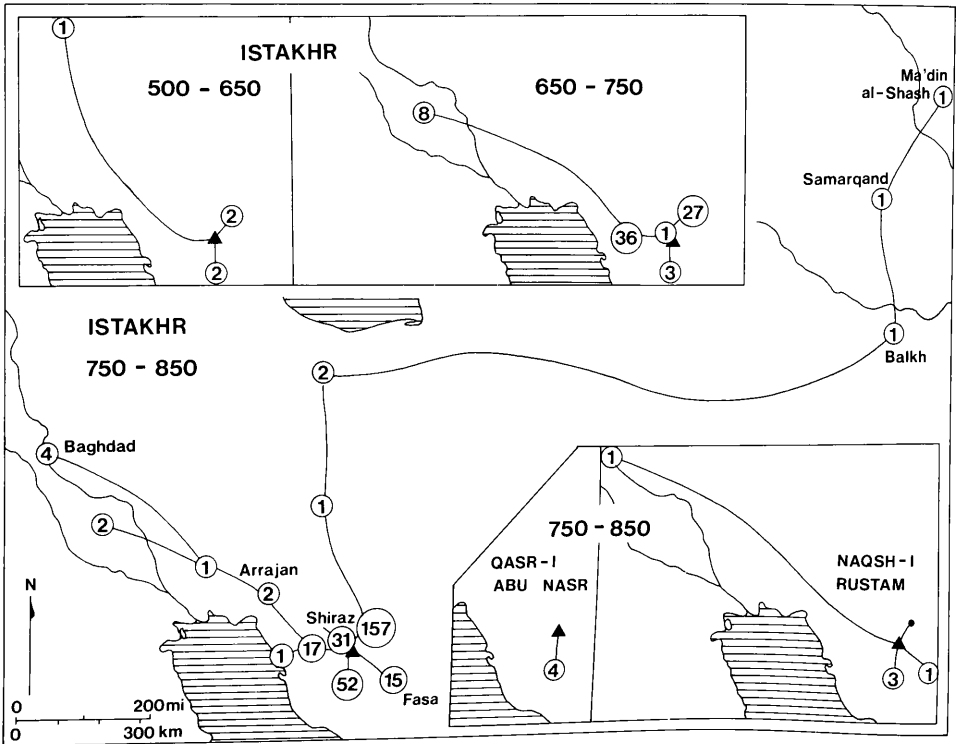 ISTAKHR
500 - 650
1
2
2
650 - 750
8
36
1
27
3
Ma'din
al-Shash
1
Samarqand
1
1
Balkh
ISTAKHR
750 - 850
2
1
4
Baghdad
2
1
Arrajan
2
Shiraz
157
31
17
1
52
15
Fasa
N
0
200mi
0
300 km
750 - 850
QASR-I
ABU NASR
4
1
NAQSH-I
RUSTAM
3
1